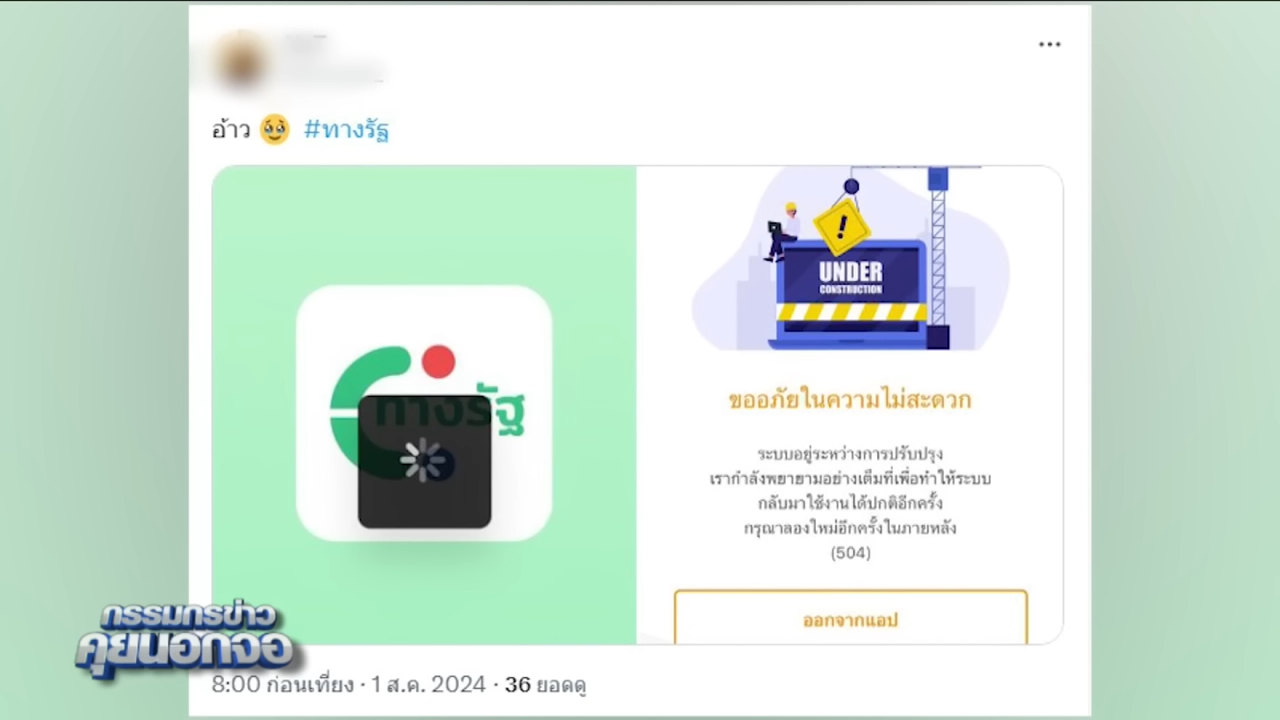 อ้าว 🥹 #ทางรัฐ
ทางรัฐ
UNDER
CONSTRUCTION
ขออภัยในความไม่สะดวก
ระบบอยู่ระหว่างการปรับปรุง
เรากำลังพยายามอย่างเต็มที่เพื่อทำให้ระบบ
กลับมาใช้งานได้ปกติอีกครั้ง
กรุณาลองใหม่อีกครั้งในภายหลัง
(504)
ออกจากแอป
กรรมกรข่าว
คุยนอกจอ
8:00 ก่อนเที่ยง · 1 ส.ค. 2024 · 36 ยอดดู